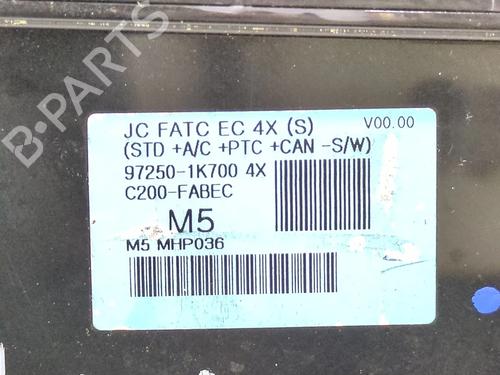 B-PARTS
JC FATC EC 4X (S) V00.00
(STD +A/C +PTC +CAN -S/W)
97250-1K700 4X
C200-FABEC
M5
M5 MHP036